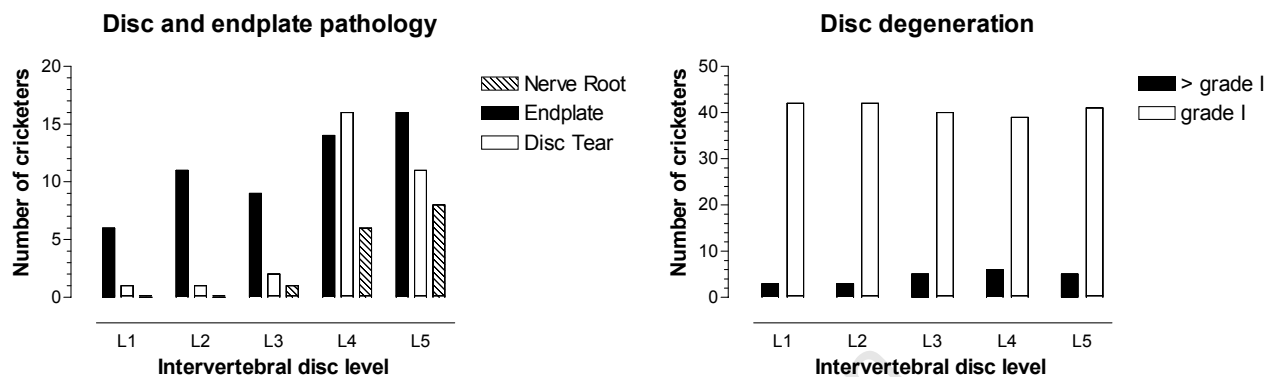 Disc and endplate pathology
Number of cricketers
20
15
10
5
0
Nerve Root
Endplate
Disc Tear
L1 L2 L3 L4 L5
Intervertebral disc level
Disc degeneration
Number of cricketers
50
40
30
20
10
0
> grade I
grade I
L1 L2 L3 L4 L5
Intervertebral disc level